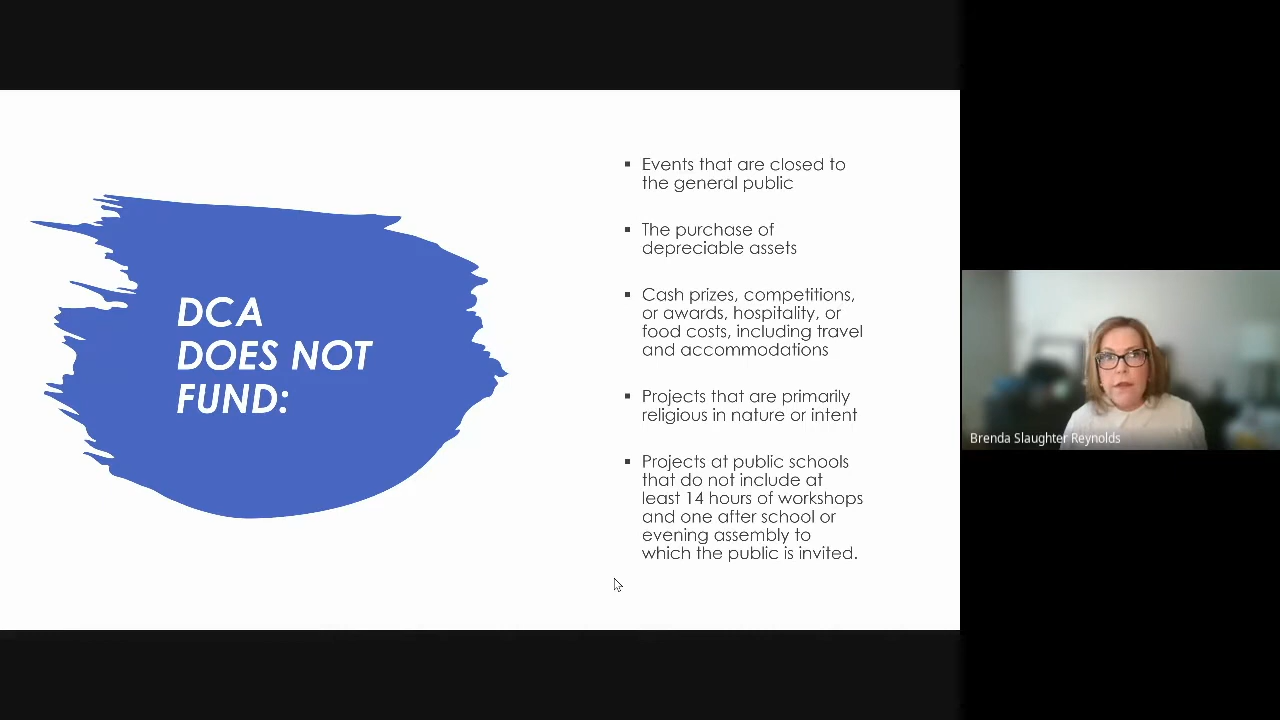 DCA
DOES NOT
FUND:
▪ Events that are closed to
the general public
▪ The purchase of
depreciable assets
▪ Cash prizes, competitions,
or awards, hospitality, or
food costs, including travel
and accommodations
▪ Projects that are primarily
religious in nature or intent
▪ Projects at public schools
that do not include at
least 14 hours of workshops
and one after school or
evening assembly to
which the public is invited.
Brenda Slaughter Reynolds